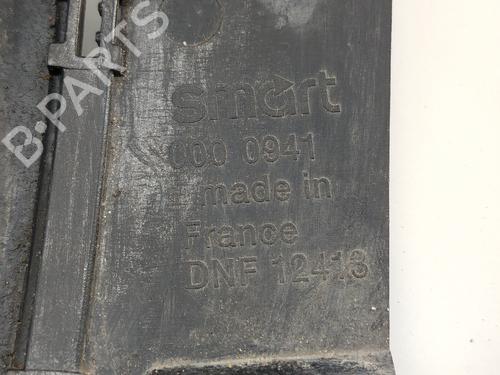 B-PARTS
smart
000 0941
made in
France
DNF 12413